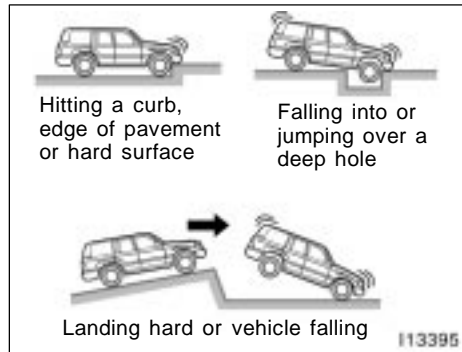 Hitting a curb,
edge of pavement
or hard surface
Falling into or
jumping over a
deep hole
Landing hard or vehicle falling
I13395